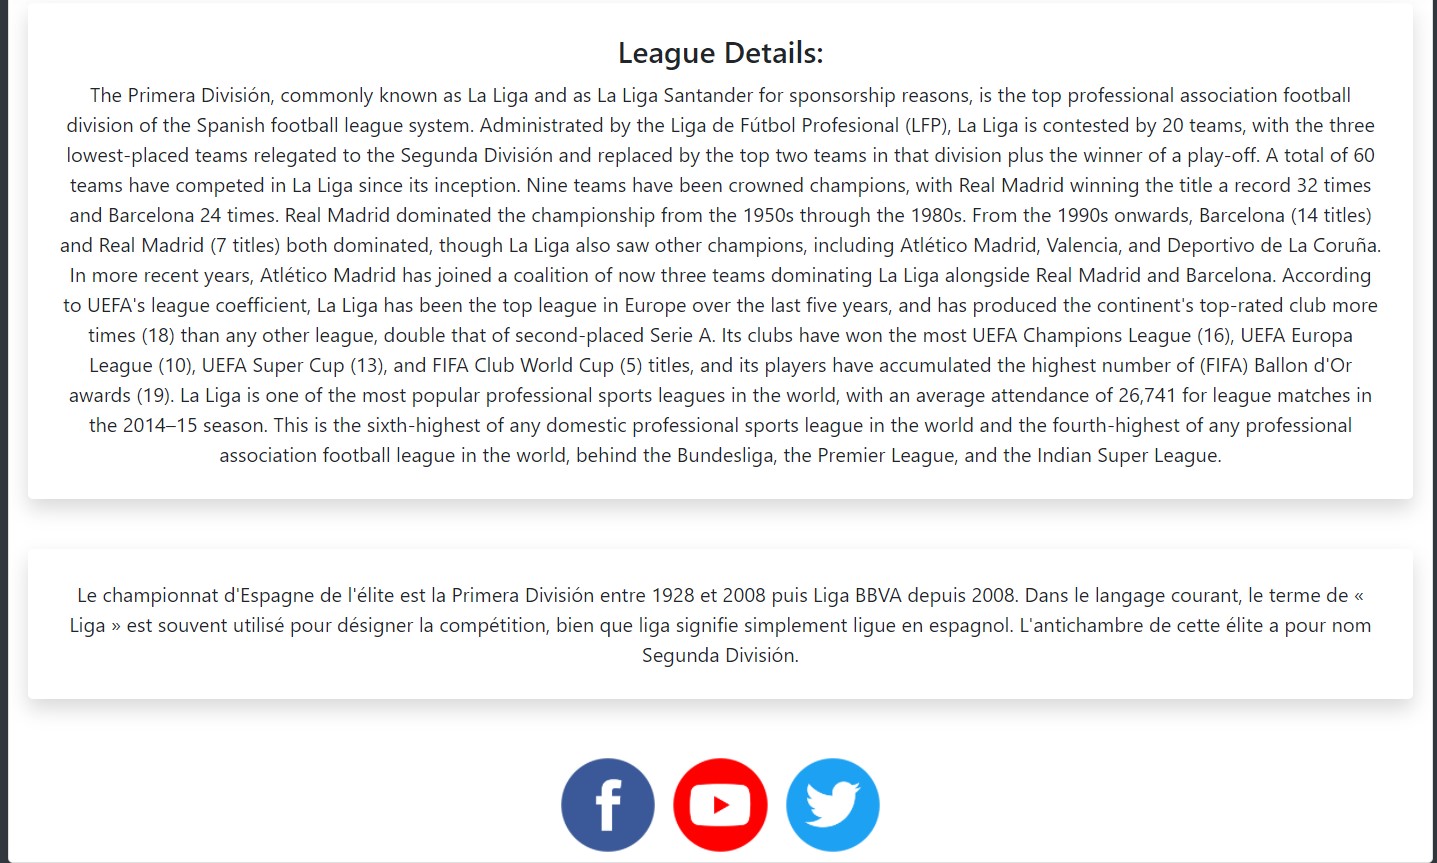 League Details:
The Primera División, commonly known as La Liga and as La Liga Santander for sponsorship reasons, is the top professional association football
division of the Spanish football league system. Administrated by the Liga de Fútbol Profesional (LFP), La Liga is contested by 20 teams, with the three
lowest-placed teams relegated to the Segunda División and replaced by the top two teams in that division plus the winner of a play-off. A total of 60
teams have competed in La Liga since its inception. Nine teams have been crowned champions, with Real Madrid winning the title a record 32 times
and Barcelona 24 times. Real Madrid dominated the championship from the 1950s through the 1980s. From the 1990s onwards, Barcelona (14 titles)
and Real Madrid (7 titles) both dominated, though La Liga also saw other champions, including Atlético Madrid, Valencia, and Deportivo de La Coruña.
In more recent years, Atlético Madrid has joined a coalition of now three teams dominating La Liga alongside Real Madrid and Barcelona. According
to UEFA's league coefficient, La Liga has been the top league in Europe over the last five years, and has produced the continent's top-rated club more
times (18) than any other league, double that of second-placed Serie A. Its clubs have won the most UEFA Champions League (16), UEFA Europa
League (10), UEFA Super Cup (13), and FIFA Club World Cup (5) titles, and its players have accumulated the highest number of (FIFA) Ballon d'Or
awards (19). La Liga is one of the most popular professional sports leagues in the world, with an average attendance of 26,741 for league matches in
the 2014–15 season. This is the sixth-highest of any domestic professional sports league in the world and the fourth-highest of any professional
association football league in the world, behind the Bundesliga, the Premier League, and the Indian Super League.
Le championnat d'Espagne de l'élite est la Primera División entre 1928 et 2008 puis Liga BBVA depuis 2008. Dans le langage courant, le terme de «
Liga » est souvent utilisé pour désigner la compétition, bien que liga signifie simplement ligue en espagnol. L'antichambre de cette élite a pour nom
Segunda División.